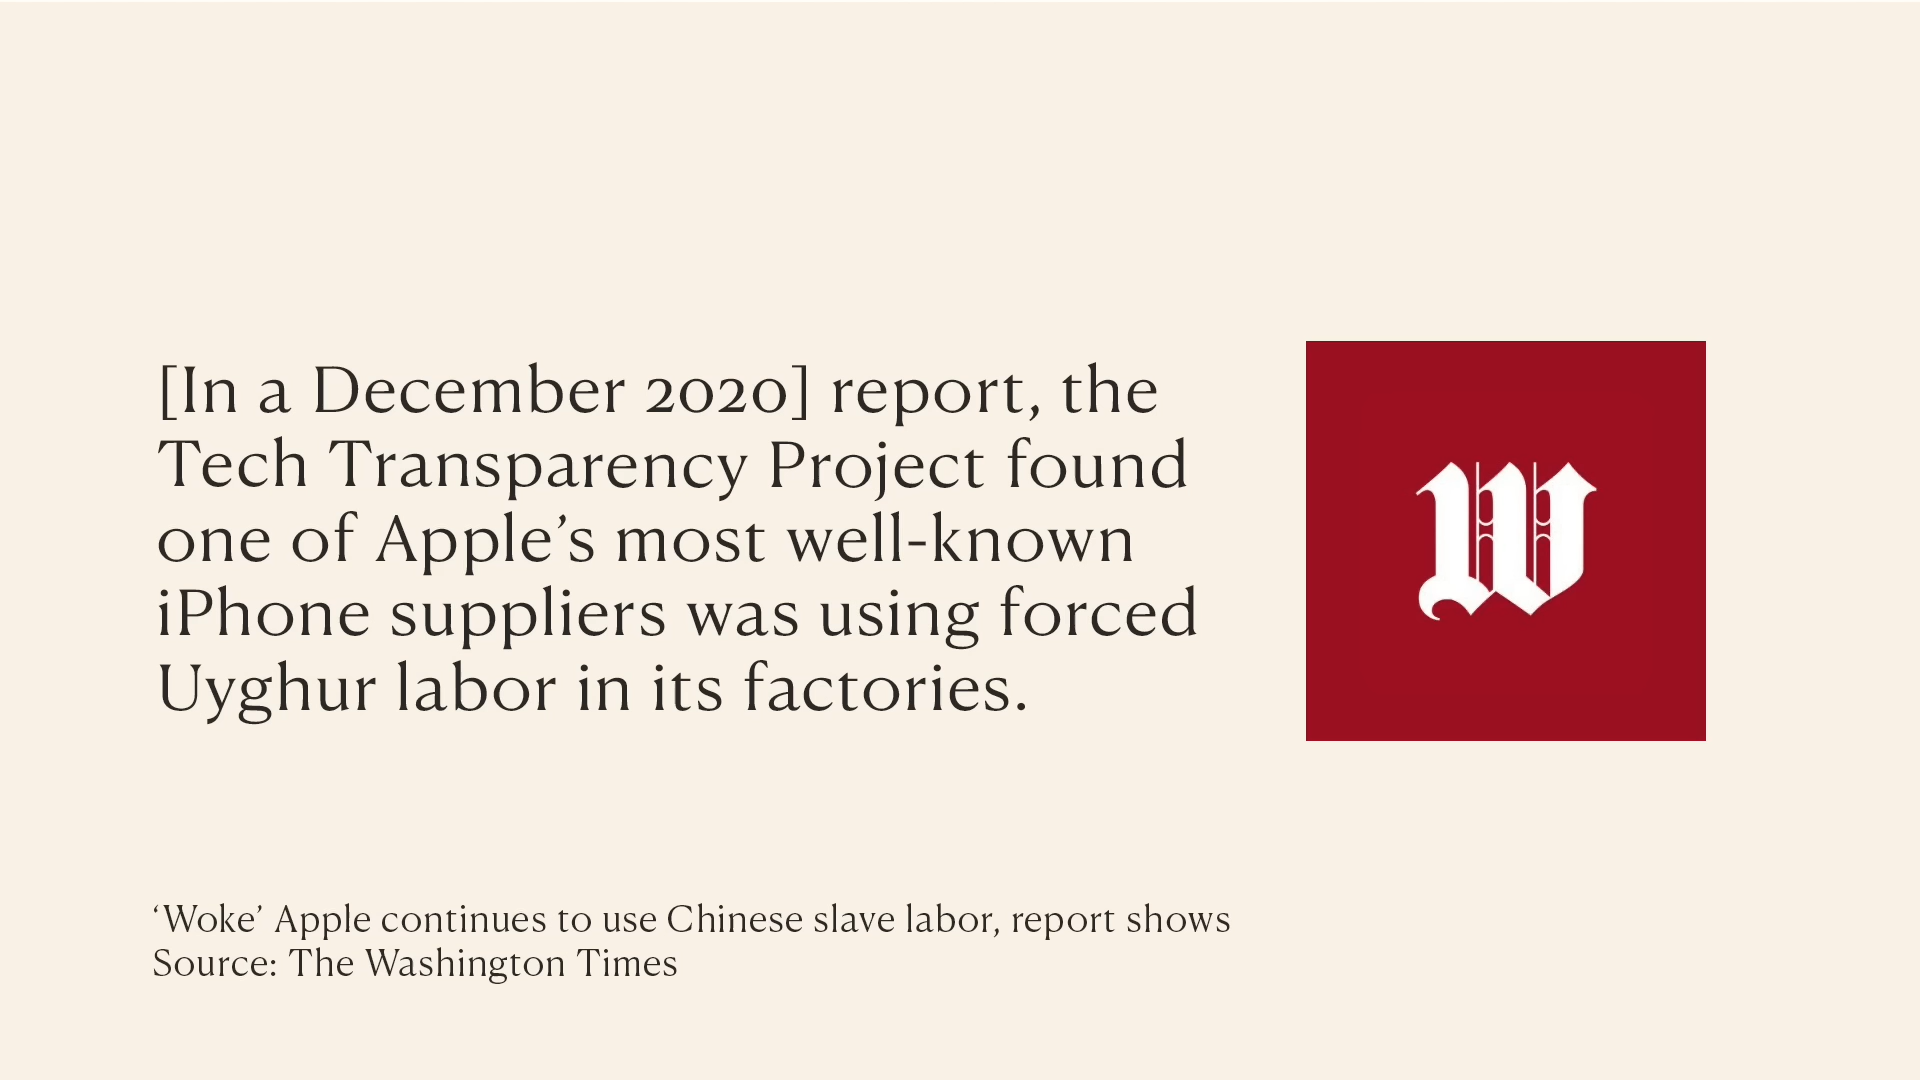 [In a December 2020] report, the
Tech Transparency Project found
one of Apple’s most well-known
iPhone suppliers was using forced
Uyghur labor in its factories.
W
‘Woke’ Apple continues to use Chinese slave labor, report shows
Source: The Washington Times